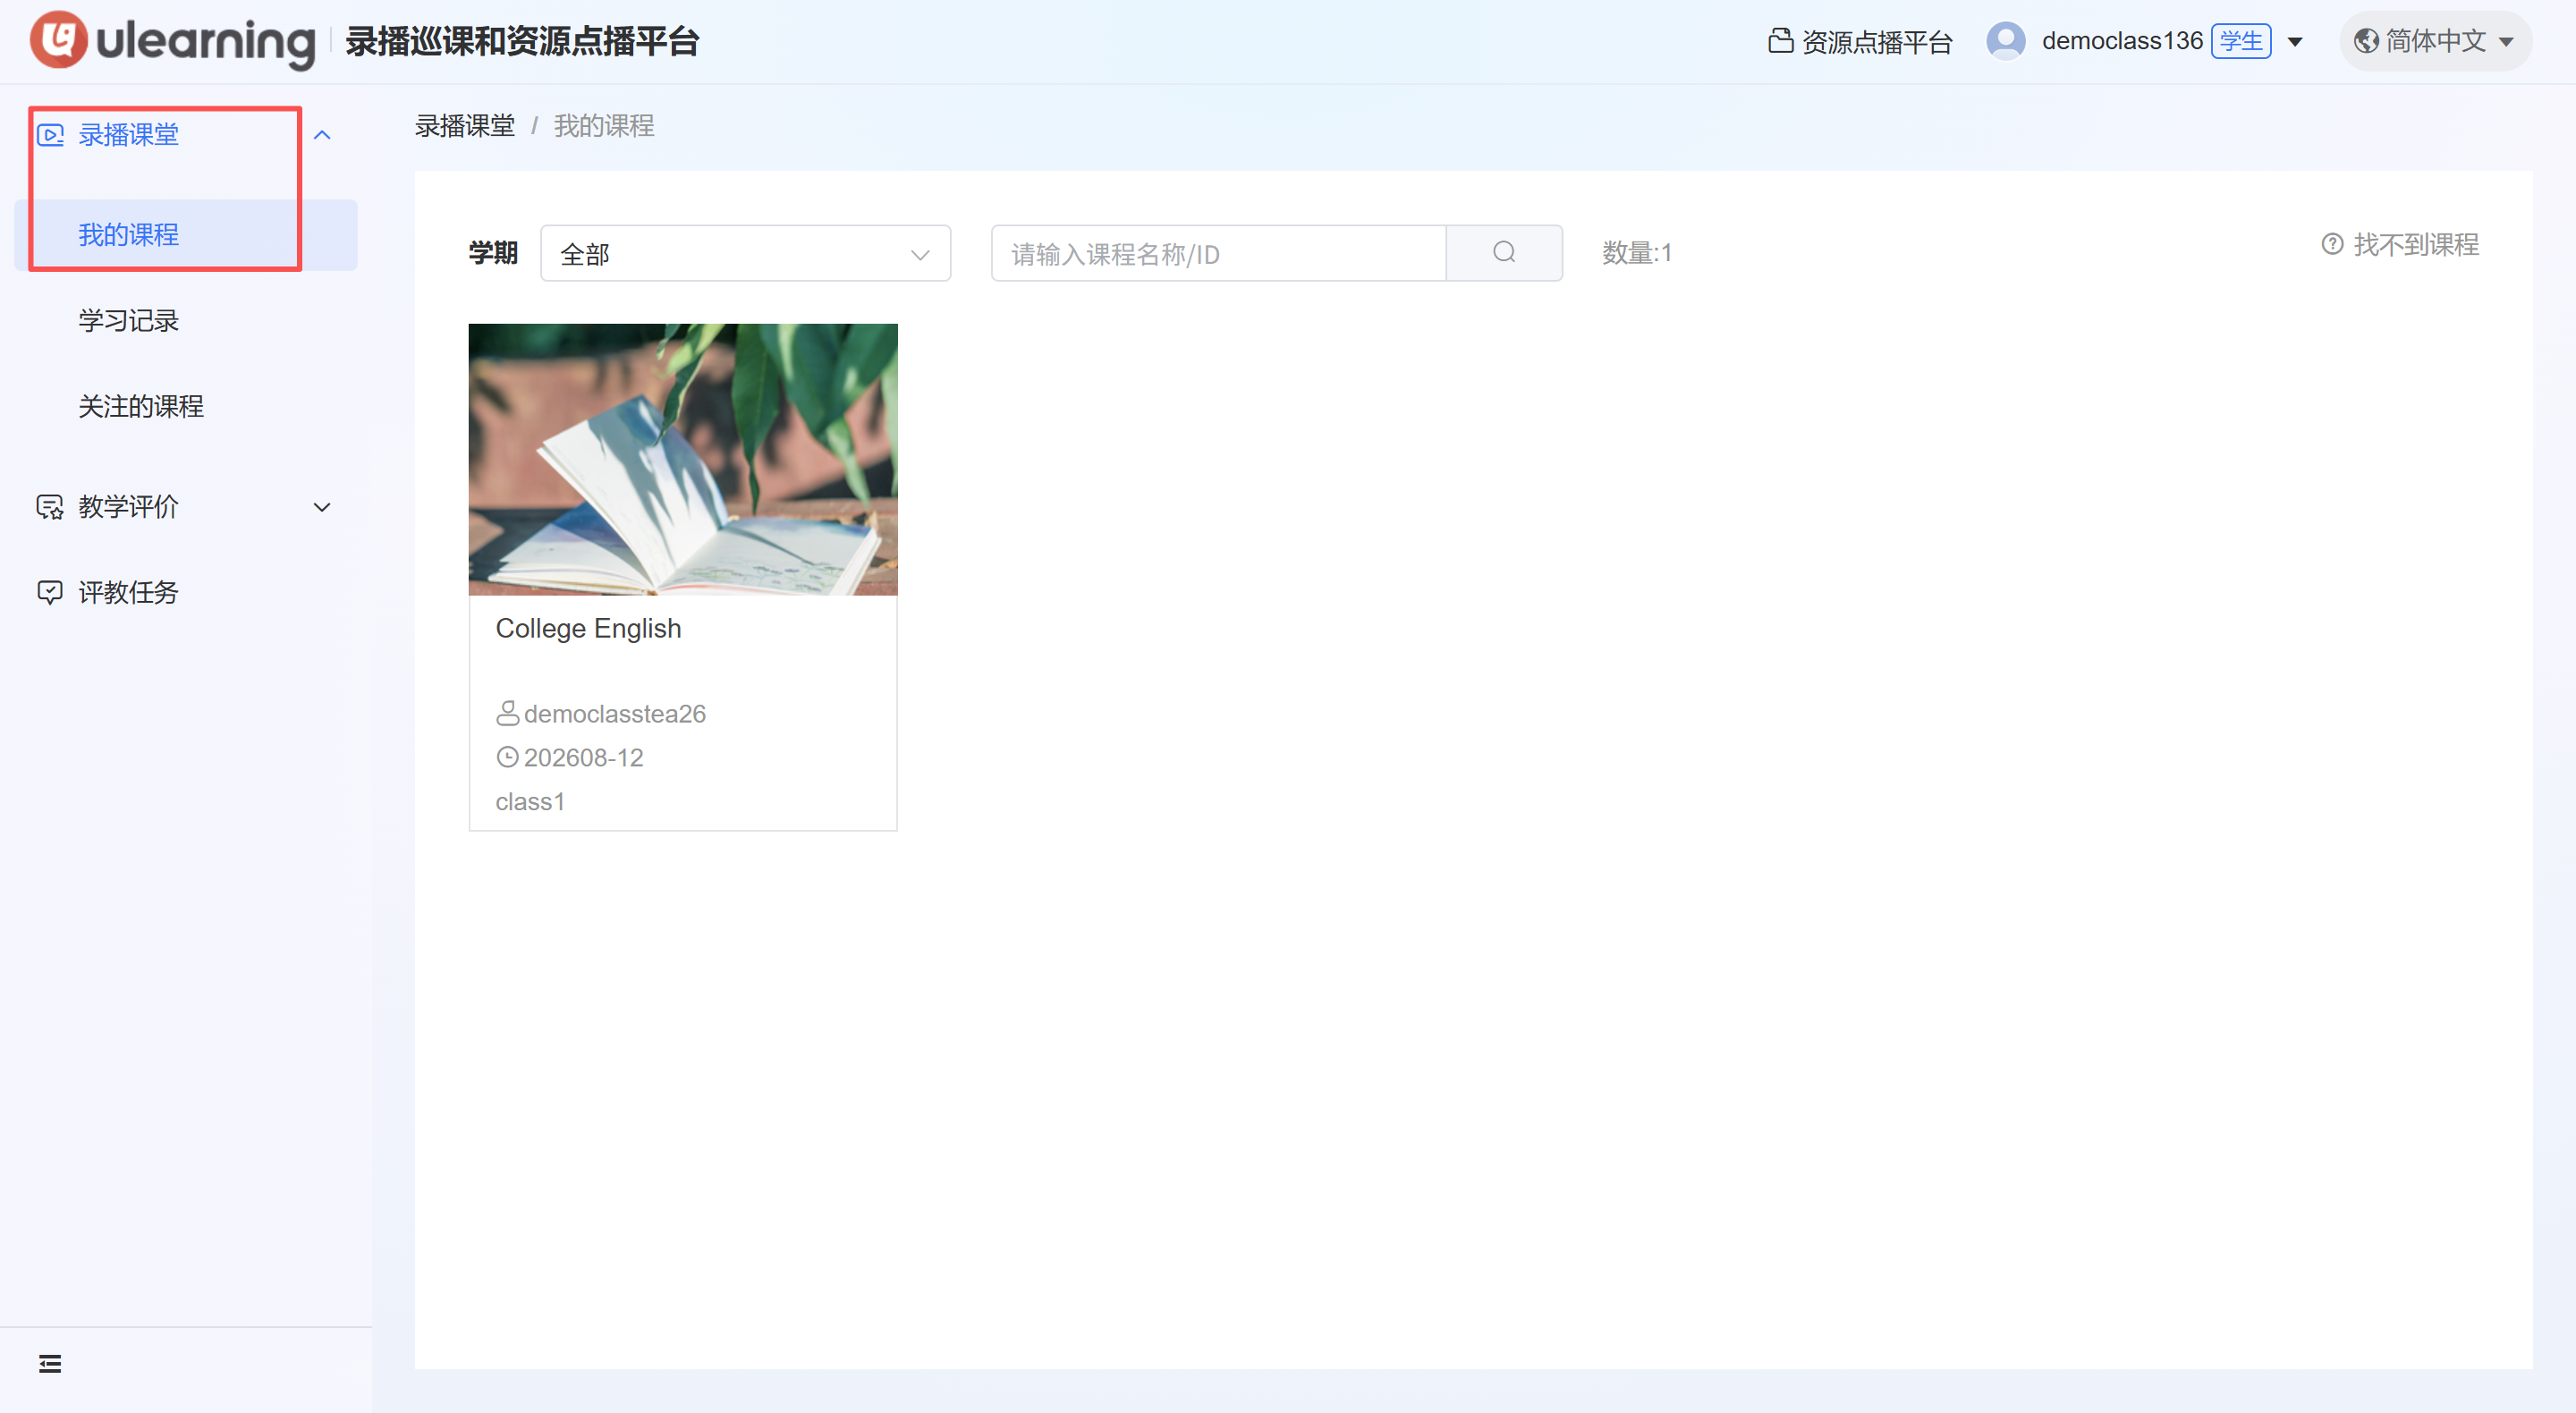 ulearning 录播巡课和资源点播平台 资源点播平台 democlass136 学生 简体中文
录播课堂
我的课程
学习记录
关注的课程
教学评价
评教任务
录播课堂 / 我的课程
学期 全部 请输入课程名称/ID 数量:1 找不到课程
College English
democlasstea26
202608-12
class1